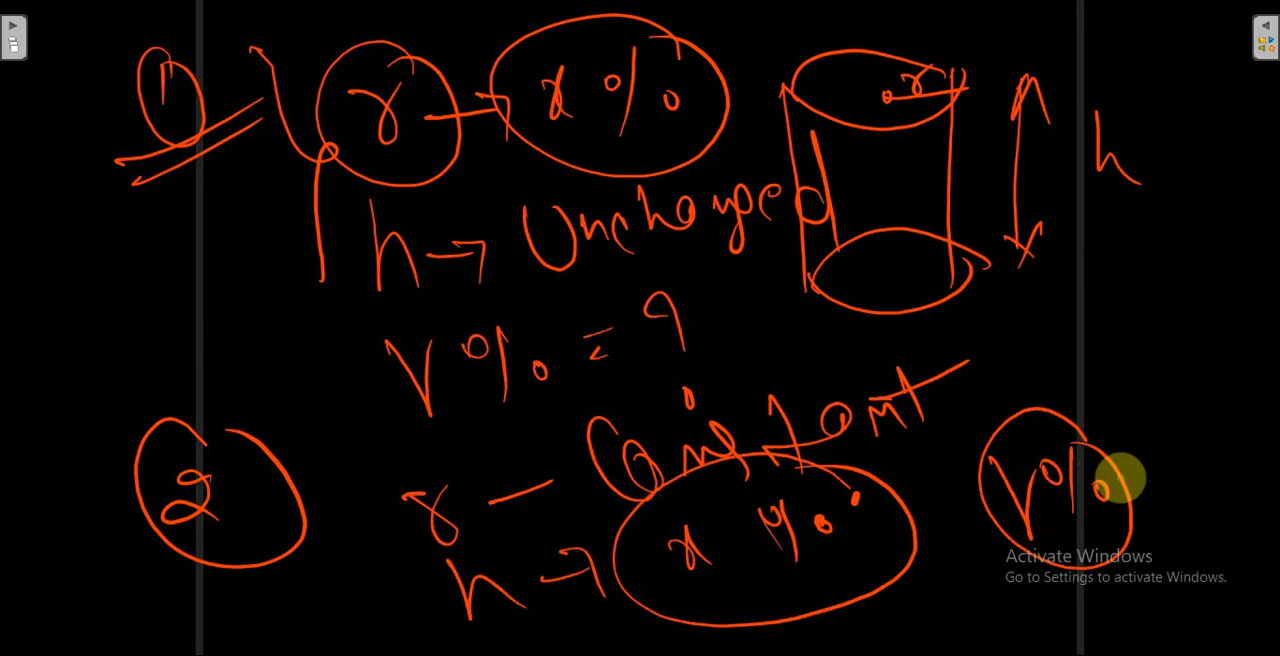 1 r → x %
r
h → Unchanged
h
V % = ?
2
r - Constant
V %
h → x %
Activate Windows
Go to Settings to activate Windows.